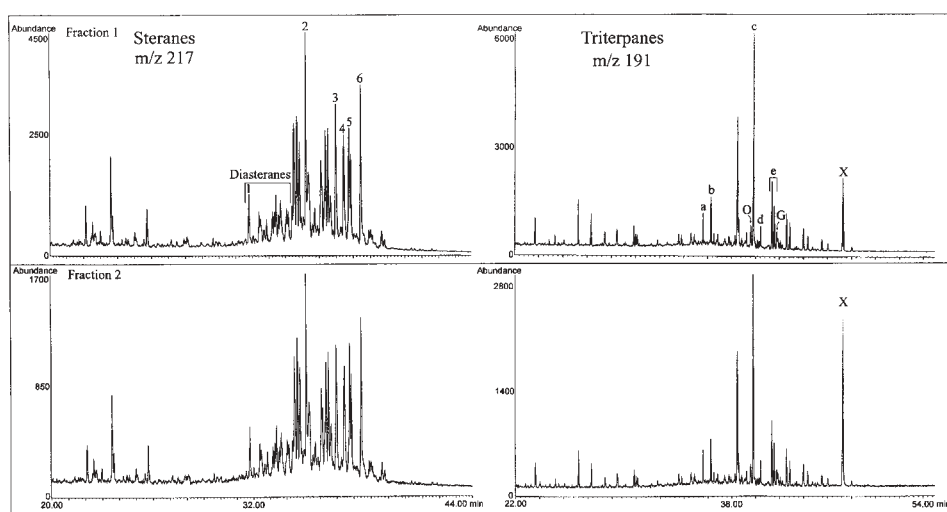 Abundance
4500
Fraction 1
Steranes
m/z 217
2
3
4
5
6
2500
Diasteranes
1
0
Abundance
6000
Triterpanes
m/z 191
c
3000
a
b
O
d
e
G
X
0
Abundance
1700
Fraction 2
850
0
20.00
32.00
44.00 min
Abundance
2800
X
1400
0
22.00
38.00
54.00 min